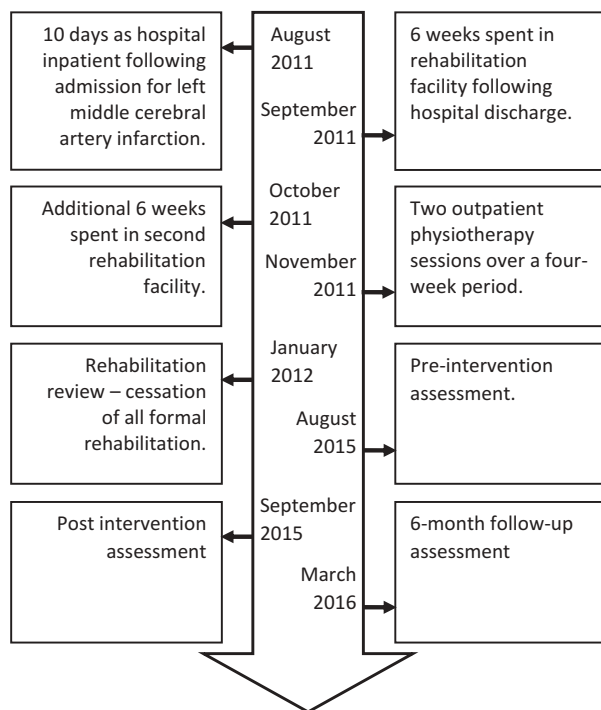 10 days as hospital
inpatient following
admission for left
middle cerebral
artery infarction.
August
2011
6 weeks spent in
rehabilitation
facility following
hospital discharge.
September
2011
Additional 6 weeks
spent in second
rehabilitation
facility.
October
2011
Two outpatient
physiotherapy
sessions over a four-
week period.
November
2011
Rehabilitation
review – cessation
of all formal
rehabilitation.
January
2012
Pre-intervention
assessment.
August
2015
Post intervention
assessment
September
2015
6-month follow-up
assessment
March
2016